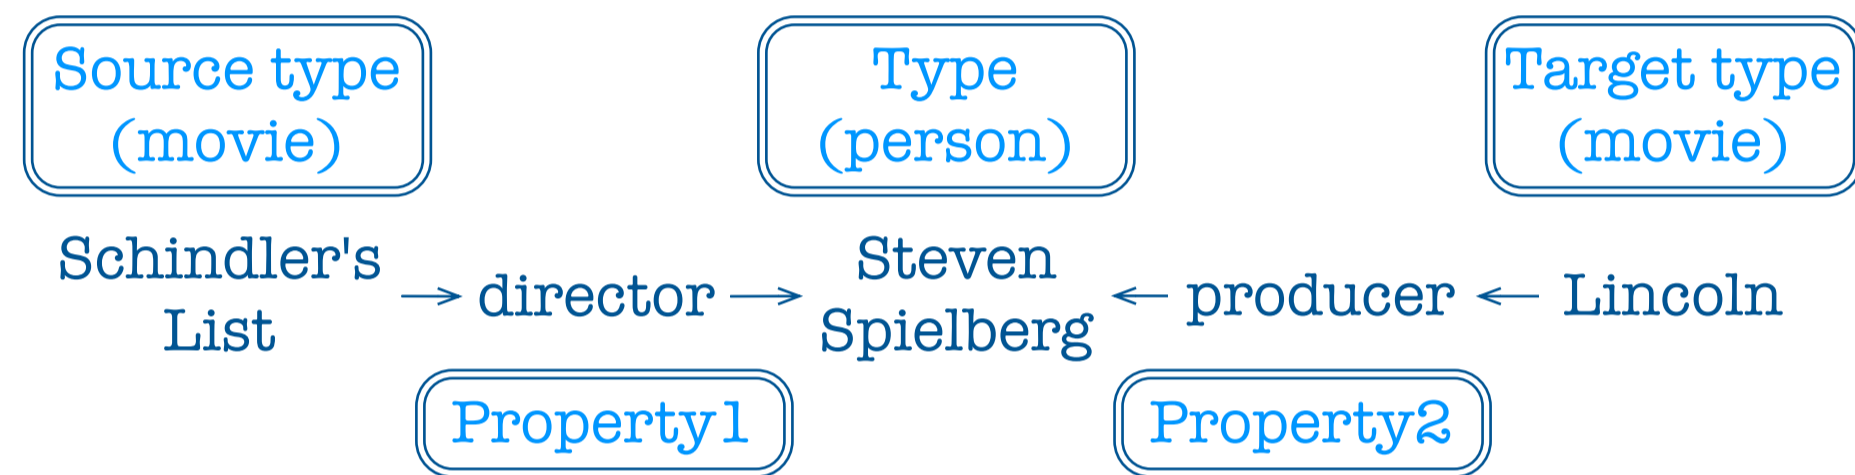 Source type
(movie)
Type
(person)
Target type
(movie)
Schindler's
List
director
Steven
Spielberg
producer
Lincoln
Property1
Property2